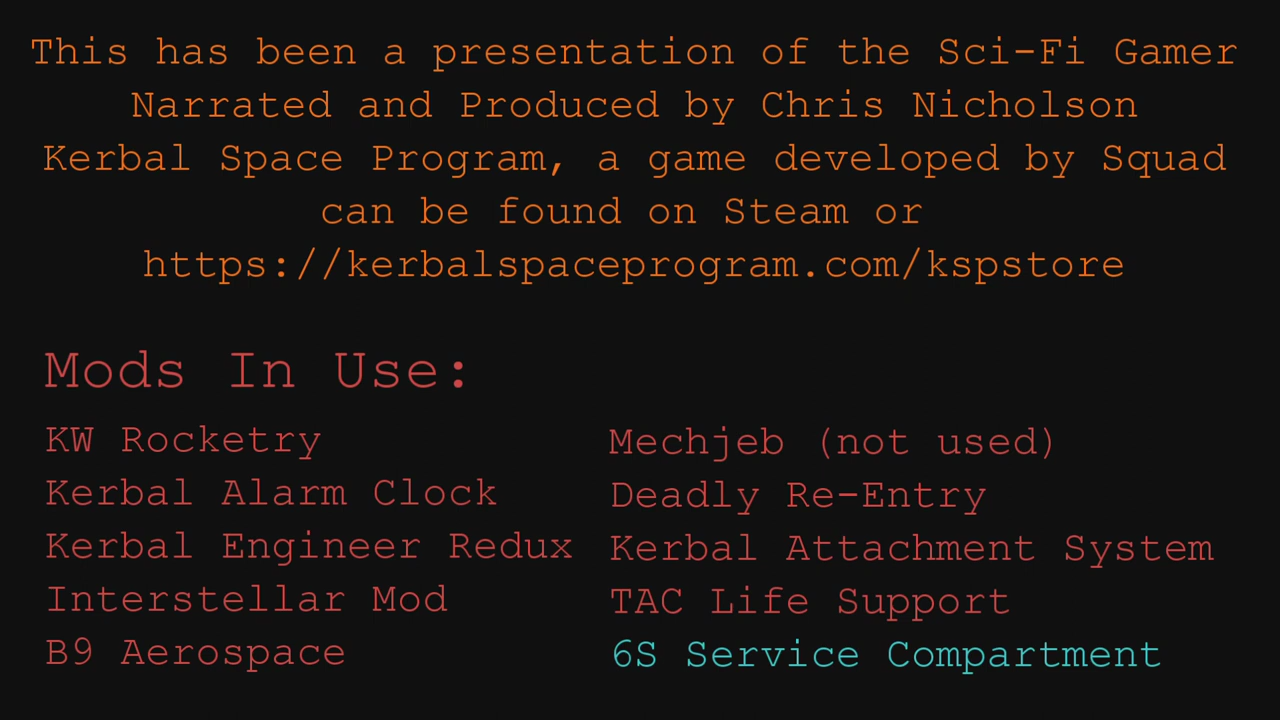 This has been a presentation of the Sci-Fi Gamer
Narrated and Produced by Chris Nicholson
Kerbal Space Program, a game developed by Squad
can be found on Steam or
https://kerbalspaceprogram.com/kspstore
Mods In Use:
KW Rocketry
Kerbal Alarm Clock
Kerbal Engineer Redux
Interstellar Mod
B9 Aerospace
Mechjeb (not used)
Deadly Re-Entry
Kerbal Attachment System
TAC Life Support
6S Service Compartment